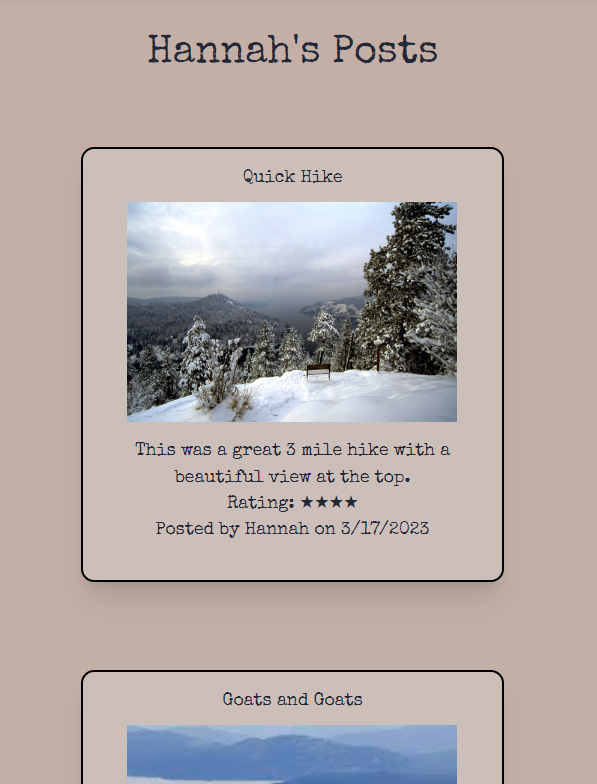 Hannah's Posts
Quick Hike
This was a great 3 mile hike with a
beautiful view at the top.
Rating: ★★★★
Posted by Hannah on 3/17/2023
Goats and Goats